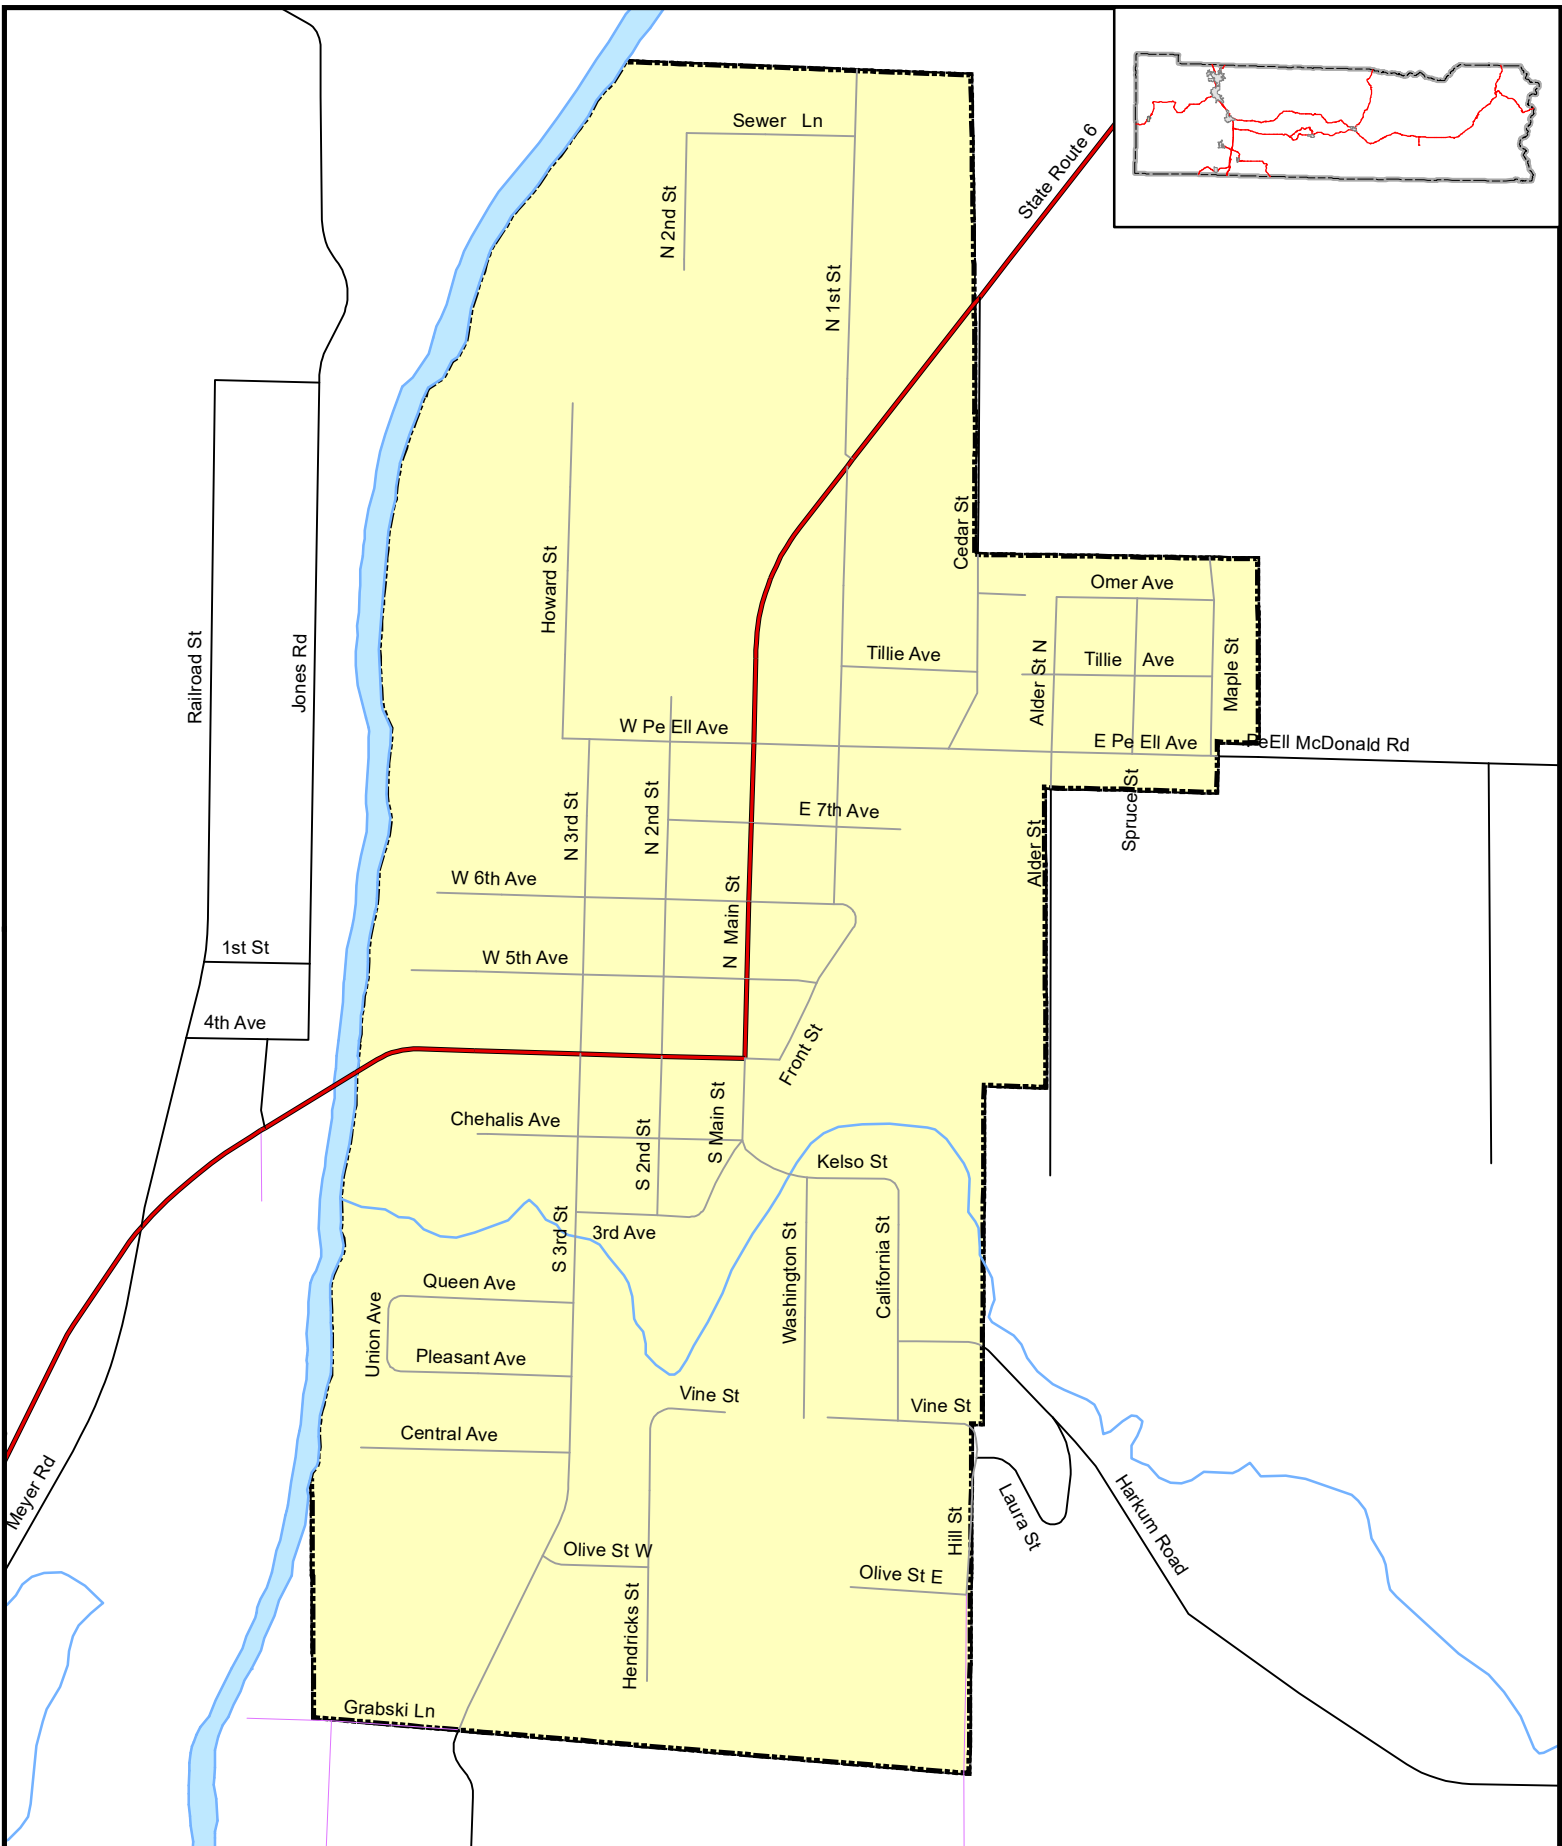 Sewer Ln
State Route 6
N 2nd St
N 1st St
Cedar St
Howard St
Omer Ave
Railroad St
Jones Rd
Tillie Ave
Alder St N
Tillie Ave
Maple St
W Pe Ell Ave
E Pe Ell Ave
PeEll McDonald Rd
N 3rd St
N 2nd St
E 7th Ave
Spruce St
Alder St
W 6th Ave
N Main St
1st St
W 5th Ave
4th Ave
Front St
Chehalis Ave
S 2nd St
S Main St
Kelso St
S 3rd St
3rd Ave
Washington St
California St
Queen Ave
Union Ave
Pleasant Ave
Vine St
Vine St
Central Ave
Meyer Rd
Laura St
Harkum Road
Hill St
Olive St W
Olive St E
Hendricks St
Grabski Ln